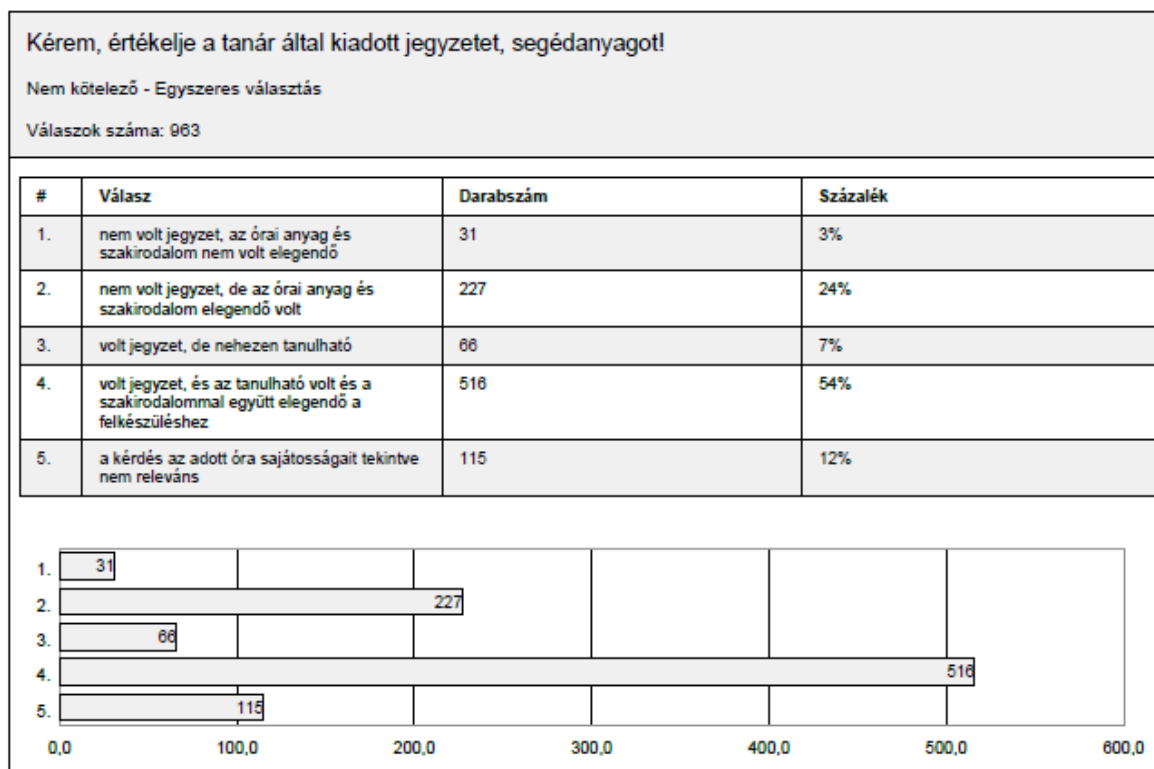 Kérem, értékelje a tanár által kiadott jegyzetet, segédanyagot!
Nem kötelező - Egyszeres választás
Válaszok száma: 963
# Válasz Darabszám Százalék
1. nem volt jegyzet, az órai anyag és 31 3%
szakirodalom nem volt elegendő
2. nem volt jegyzet, de az órai anyag és 227 24%
szakirodalom elegendő volt
3. volt jegyzet, de nehezen tanulható 66 7%
4. volt jegyzet, és az tanulható volt és a 516 54%
szakirodalommal együtt elegendő a
felkészüléshez
5. a kérdés az adott óra sajátosságait tekintve 115 12%
nem releváns
1. 31
2. 227
3. 66
4. 516
5. 115
0,0 100,0 200,0 300,0 400,0 500,0 600,0